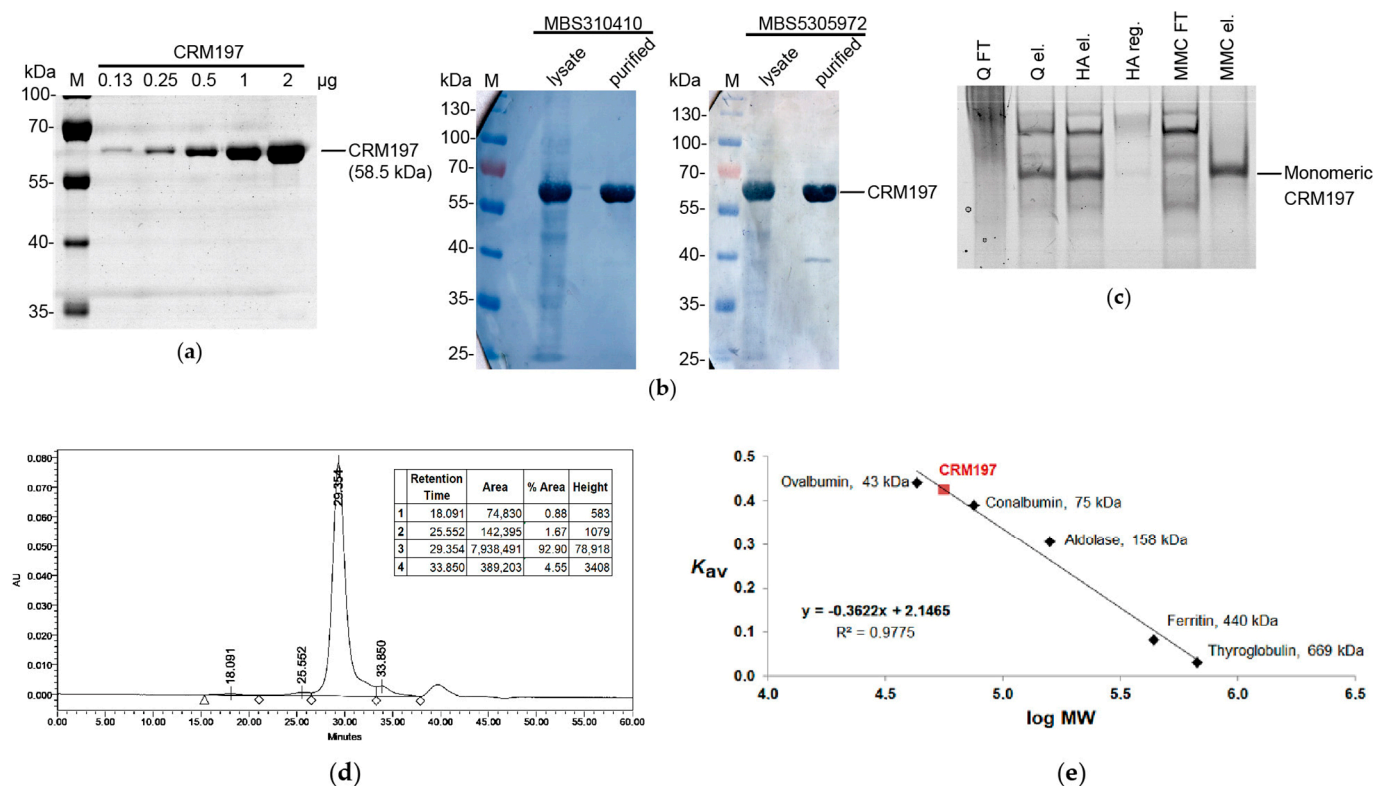 CRM197
kDa M 0.13 0.25 0.5 1 2 µg
100-
70-
55-
40-
35-
CRM197
(58.5 kDa)
(a)
MBS310410
kDa M lysate purified
130-
100-
70-
55-
40-
35-
25-
MBS5305972
kDa M lysate purified
130-
100-
70-
55-
40-
35-
25-
CRM197
(b)
Q FT
Q el.
HA el.
HA reg.
MMC FT
MMC el.
Monomeric
CRM197
(c)
AU
0.080
0.070
0.060
0.050
0.040
0.030
0.020
0.010
0.000
18.091
25.552
29.354
33.850
Retention Time Area % Area Height
1 18.091 74,830 0.88 583
2 25.552 142,395 1.67 1079
3 29.354 7,938,491 92.90 78,918
4 33.850 389,203 4.55 3408
0.00 5.00 10.00 15.00 20.00 25.00 30.00 35.00 40.00 45.00 50.00 55.00 60.00
Minutes
(d)
Kav
0.5
0.4
0.3
0.2
0.1
0.0
CRM197
Ovalbumin, 43 kDa
Conalbumin, 75 kDa
Aldolase, 158 kDa
y = -0.3622x + 2.1465
R² = 0.9775
Ferritin, 440 kDa
Thyroglobulin, 669 kDa
4.0 4.5 5.0 5.5 6.0 6.5
log MW
(e)